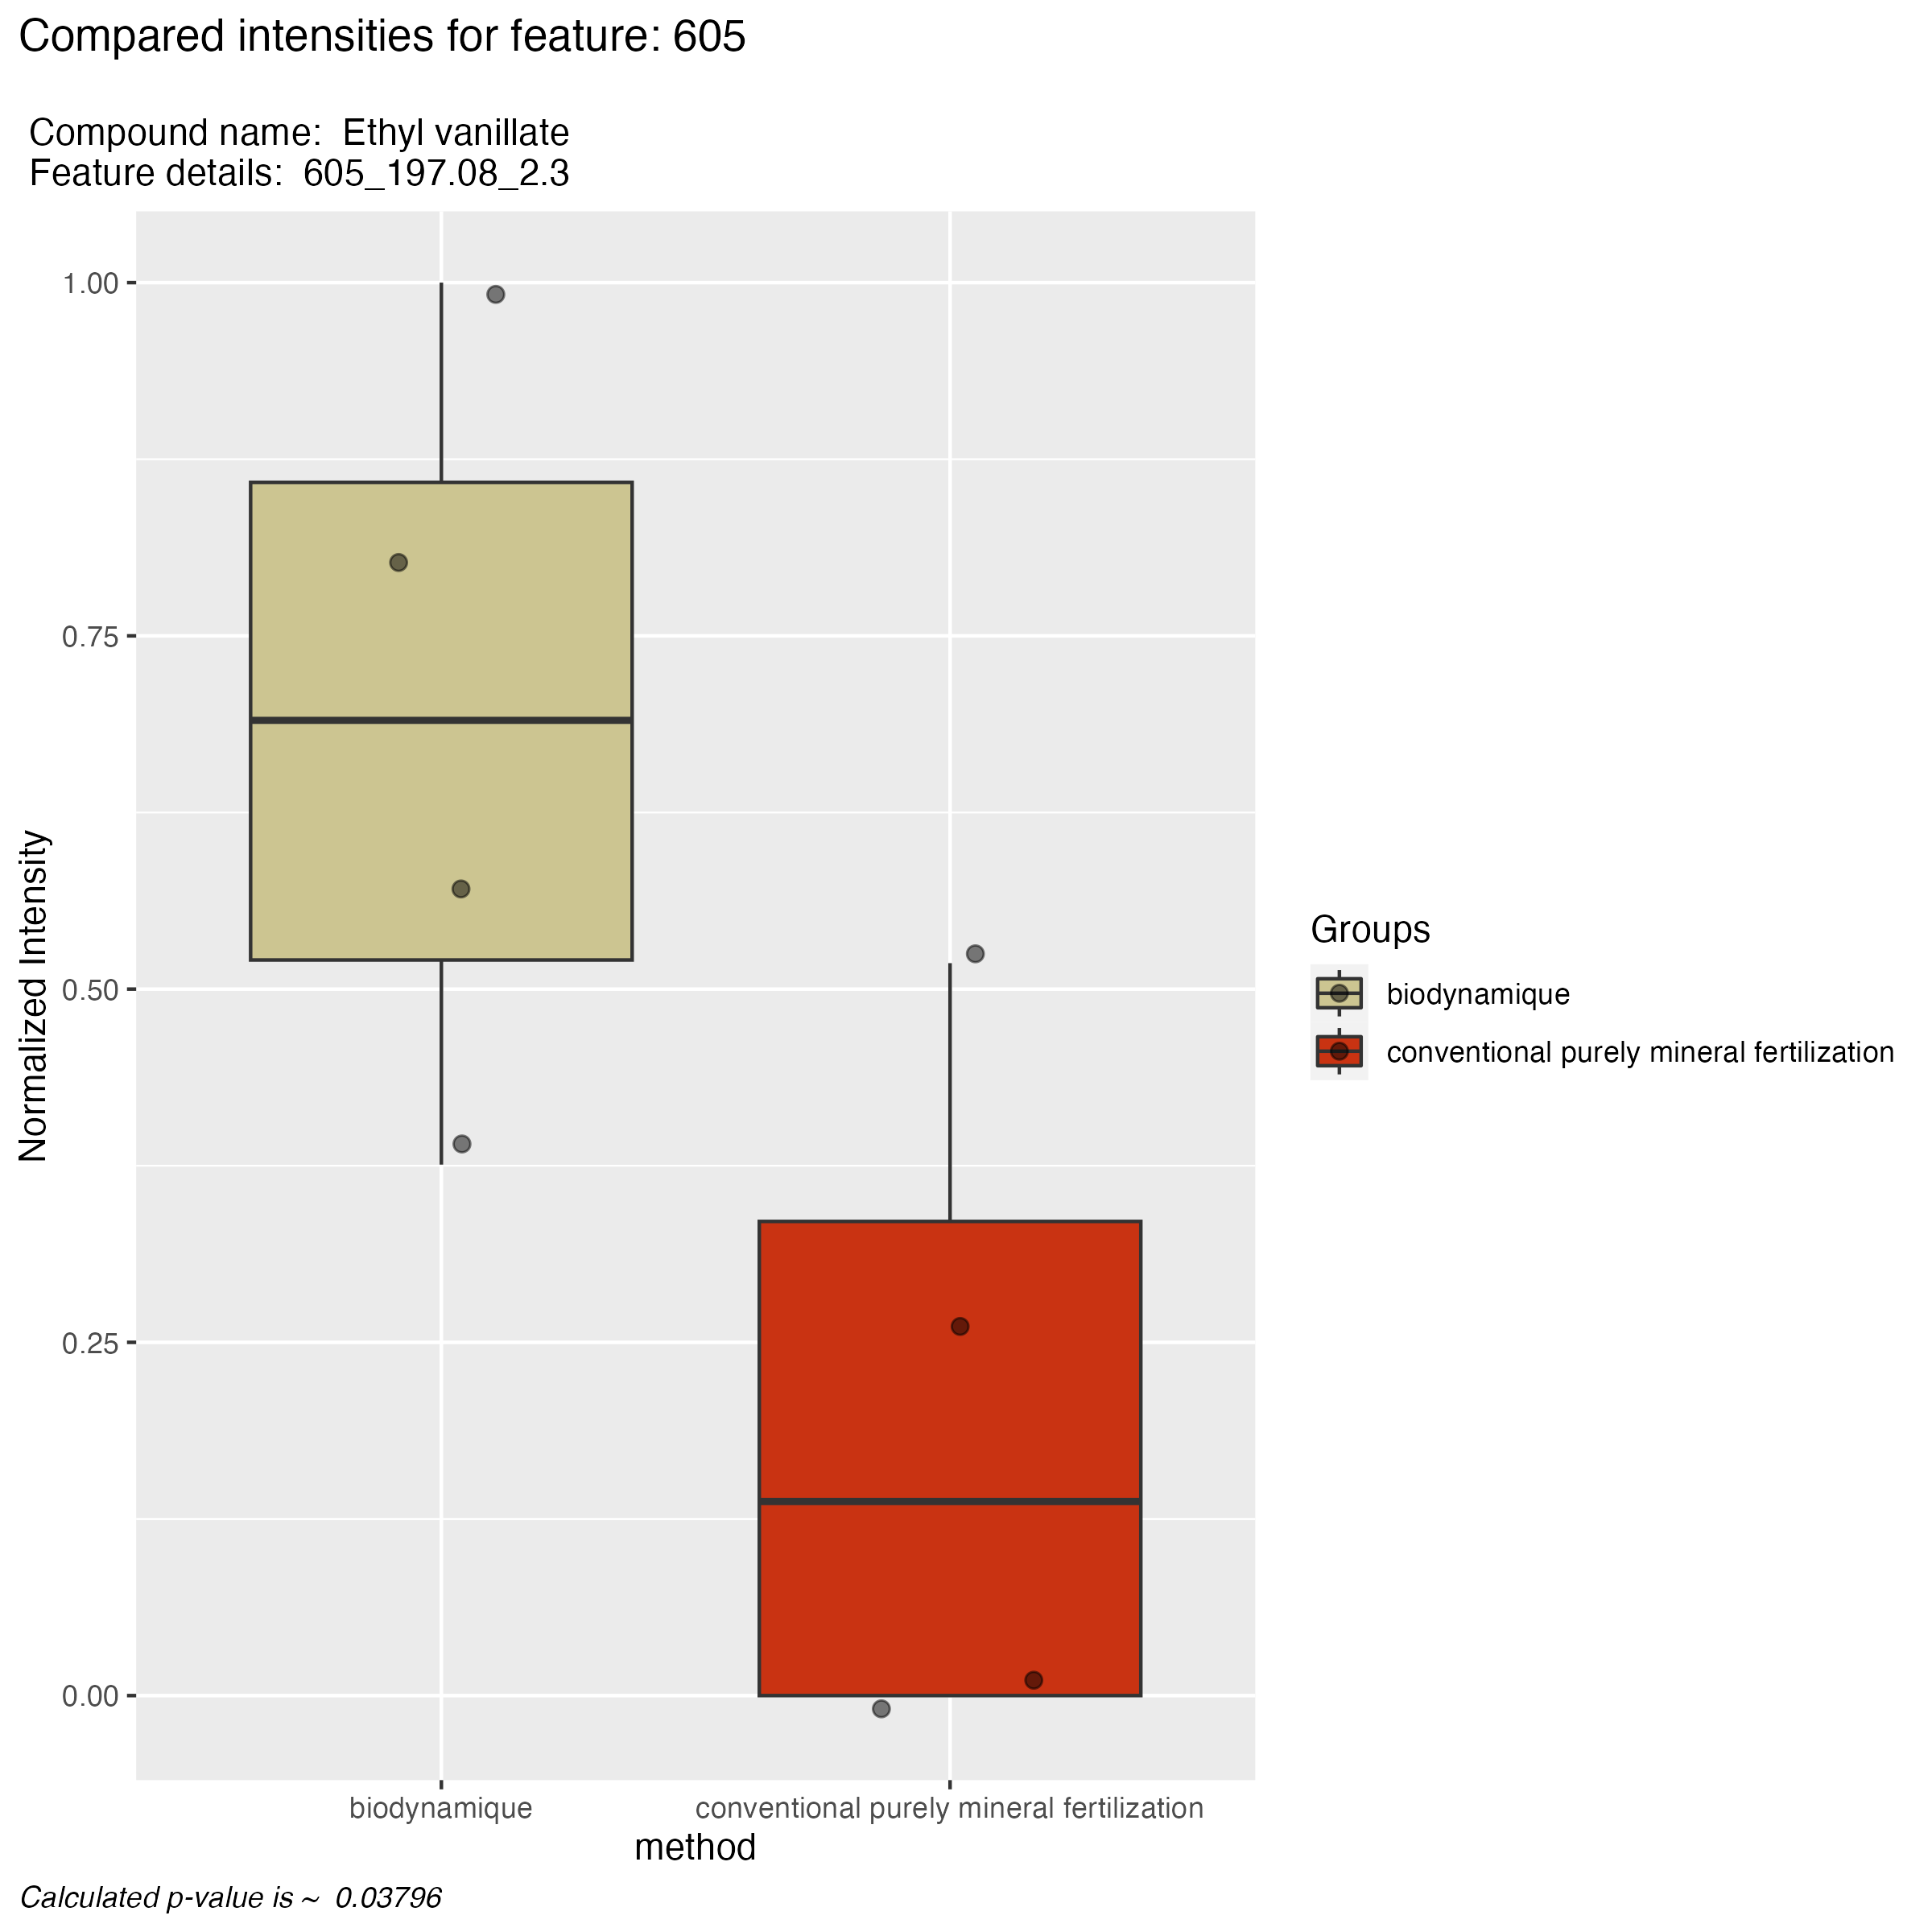 Compared intensities for feature: 605
Compound name:  Ethyl vanillate
Feature details:  605_197.08_2.3
Normalized Intensity
1.00
0.75
0.50
0.25
0.00
biodynamique
conventional purely mineral fertilization
method
Groups
biodynamique
conventional purely mineral fertilization
Calculated p-value is ~  0.03796